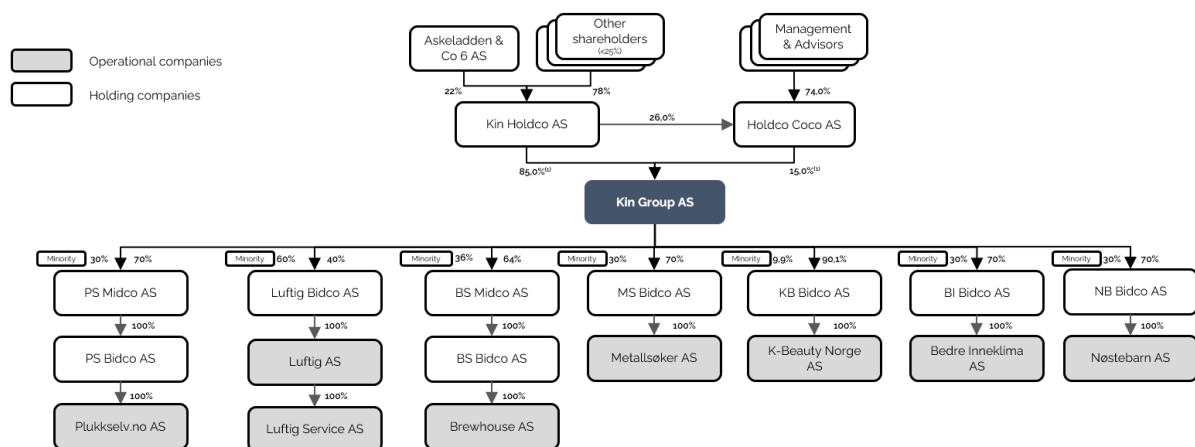 Operational companies
Holding companies
Askeladden &
Co 6 AS
Other
shareholders
(<25%)
Management
& Advisors
22%
78%
74,0%
Kin Holdco AS
26,0%
Holdco Coco AS
85,0%(1)
15,0%(1)
Kin Group AS
Minority 30% 70%
Minority 60% 40%
Minority 36% 64%
Minority 30% 70%
Minority 9,9% 90,1%
Minority 30% 70%
Minority 30% 70%
PS Midco AS
Luftig Bidco AS
BS Midco AS
MS Bidco AS
KB Bidco AS
BI Bidco AS
NB Bidco AS
100%
100%
100%
100%
100%
100%
100%
PS Bidco AS
Luftig AS
BS Bidco AS
Metallsøker AS
K-Beauty Norge
AS
Bedre Inneklima
AS
Nøstebarn AS
100%
100%
100%
Plukkselv.no AS
Luftig Service AS
Brewhouse AS